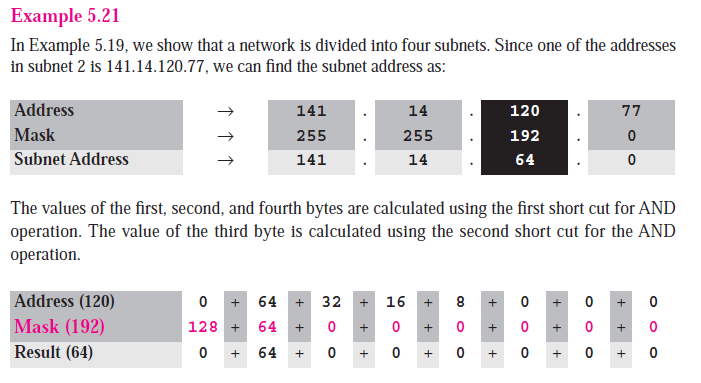 Example 5.21
In Example 5.19, we show that a network is divided into four subnets. Since one of the addresses
in subnet 2 is 141.14.120.77, we can find the subnet address as:
Address → 141 . 14 . 120 . 77
Mask → 255 . 255 . 192 . 0
Subnet Address → 141 . 14 . 64 . 0
The values of the first, second, and fourth bytes are calculated using the first short cut for AND
operation. The value of the third byte is calculated using the second short cut for the AND
operation.
Address (120) 0 + 64 + 32 + 16 + 8 + 0 + 0 + 0
Mask (192) 128 + 64 + 0 + 0 + 0 + 0 + 0 + 0
Result (64) 0 + 64 + 0 + 0 + 0 + 0 + 0 + 0